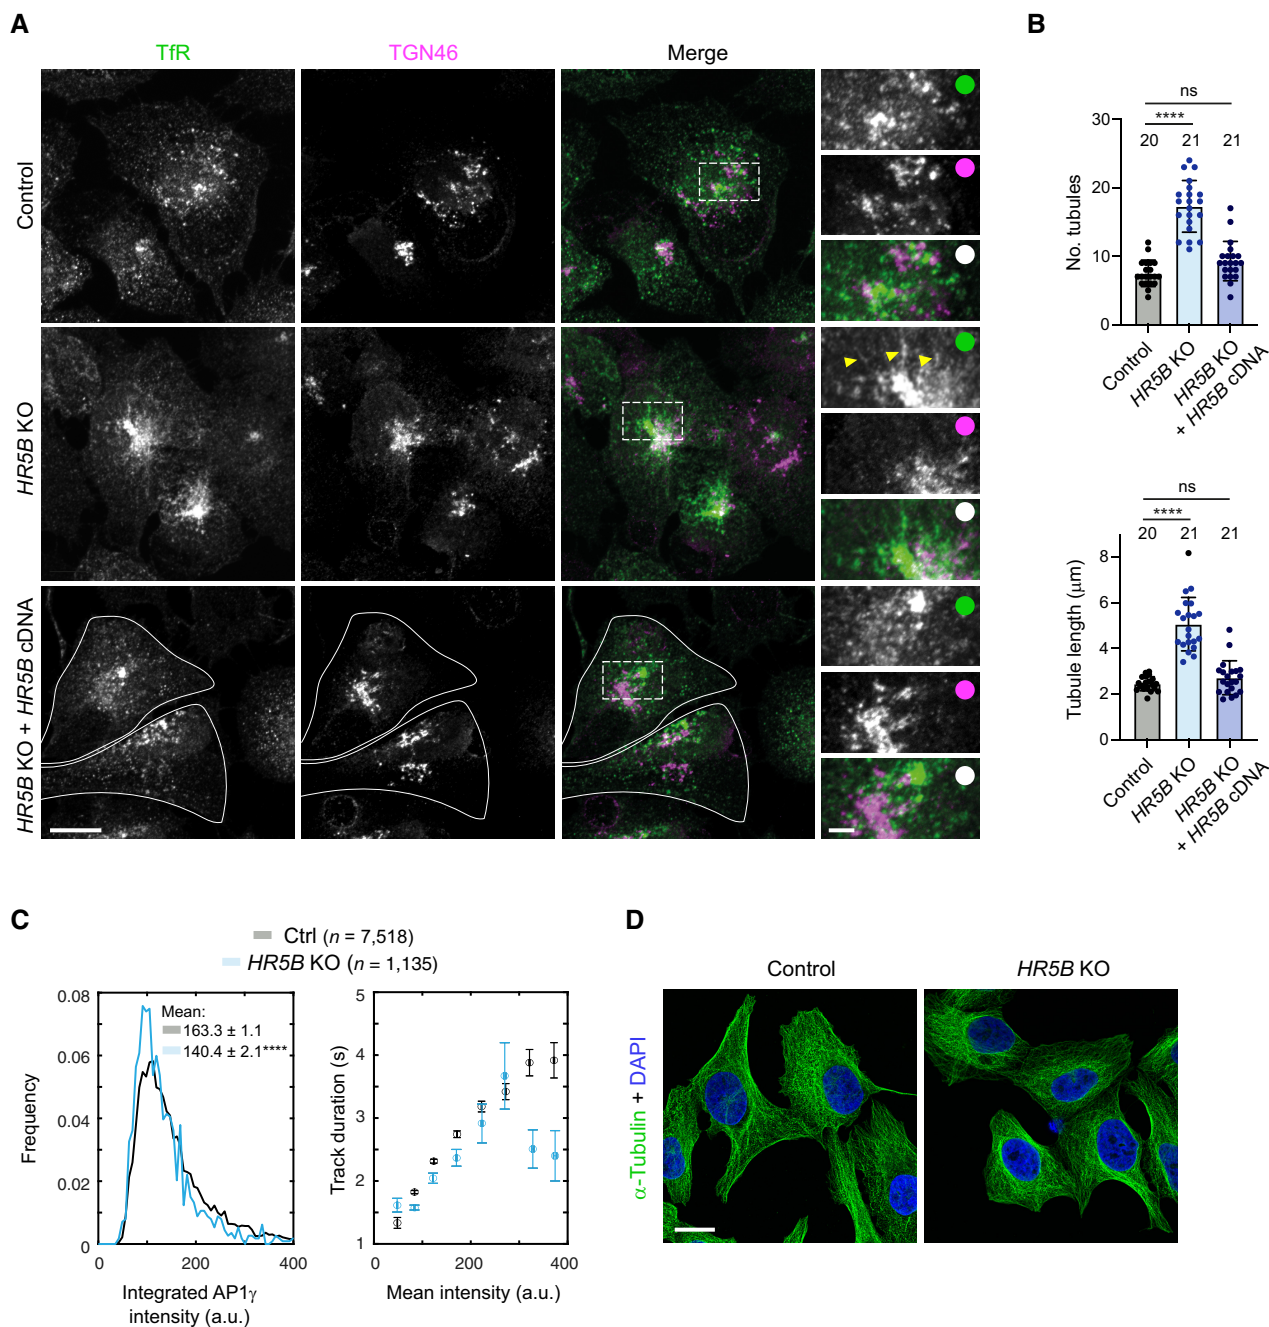 A
TfR
TGN46
Merge
Control
HR5B KO
HR5B KO + HR5B cDNA
B
ns
****
20
21
21
30
20
10
0
No. tubules
Control
HR5B KO
HR5B KO
+ HR5B cDNA
ns
****
20
21
21
8
6
4
2
0
Tubule length (μm)
Control
HR5B KO
HR5B KO
+ HR5B cDNA
C
Ctrl (n = 7,518)
HR5B KO (n = 1,135)
0.08
0.06
0.04
0.02
0
Frequency
Mean:
163.3 ± 1.1
140.4 ± 2.1****
0
200
400
Integrated AP1γ
intensity (a.u.)
5
4
3
2
1
Track duration (s)
0
200
400
Mean intensity (a.u.)
D
Control
HR5B KO
α-Tubulin + DAPI